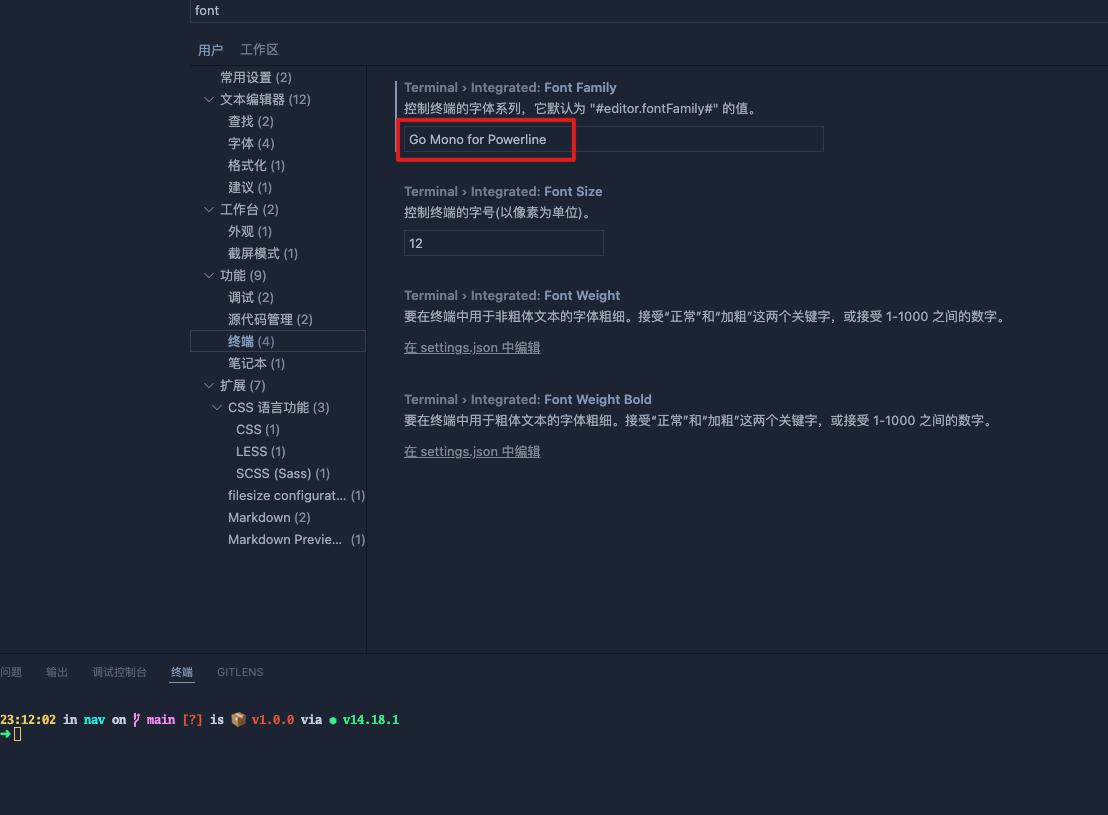 font
用户 工作区
常用设置 (2)
文本编辑器 (12)
查找 (2)
字体 (4)
格式化 (1)
建议 (1)
工作台 (2)
外观 (1)
截屏模式 (1)
功能 (9)
调试 (2)
源代码管理 (2)
终端 (4)
笔记本 (1)
扩展 (7)
CSS 语言功能 (3)
CSS (1)
LESS (1)
SCSS (Sass) (1)
filesize configurat... (1)
Markdown (2)
Markdown Previe... (1)
Terminal › Integrated: Font Family
控制终端的字体系列，它默认为 "#editor.fontFamily#" 的值。
Go Mono for Powerline
Terminal › Integrated: Font Size
控制终端的字号(以像素为单位)。
12
Terminal › Integrated: Font Weight
要在终端中用于非粗体文本的字体粗细。接受“正常”和“加粗”这两个关键字，或接受 1-1000 之间的数字。
在 settings.json 中编辑
Terminal › Integrated: Font Weight Bold
要在终端中用于粗体文本的字体粗细。接受“正常”和“加粗”这两个关键字，或接受 1-1000 之间的数字。
在 settings.json 中编辑
问题 输出 调试控制台 终端 GITLENS
23:12:02 in nav on main [?] is 📦 v1.0.0 via ● v14.18.1
➜